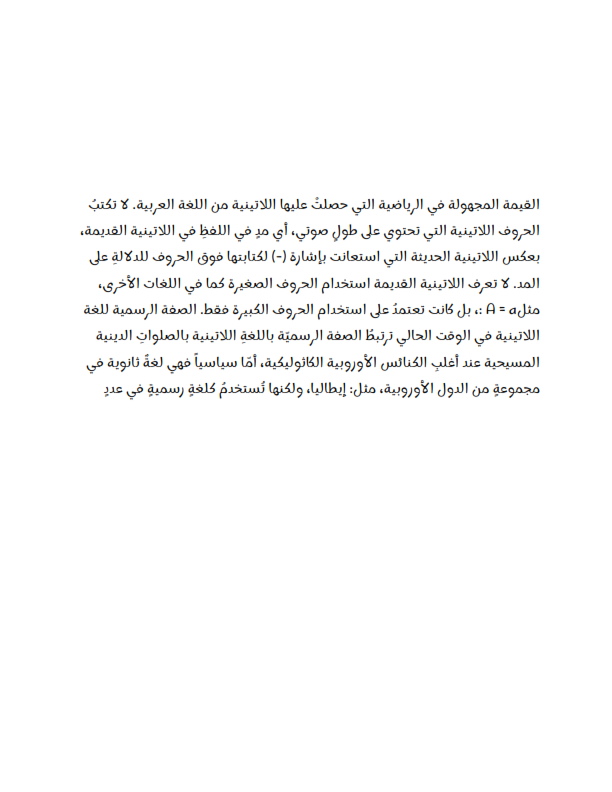 القيمة المجهولة في الرياضية التي حصلتْ عليها اللاتينية من اللغة العربية. لا تكتبُ
الحروف اللاتينية التي تحتوي على طولٍ صوتي، أي مدٍ في اللفظِ في اللاتينية القديمة،
بعكس اللاتينية الحديثة التي استعانت بإشارة (-) لكتابتها فوق الحروف للدلالةِ على
المد. لا تعرف اللاتينية القديمة استخدام الحروف الصغيرة كما في اللغات الأخرى،
مثلA = a :، بل كانت تعتمدُ على استخدام الحروف الكبيرة فقط. الصفة الرسمية للغة
اللاتينية في الوقت الحالي ترتبطُ الصفة الرسميّة باللغةِ اللاتينية بالصلواتِ الدينية
المسيحية عند أغلبِ الكنائس الأوروبية الكاثوليكية، أمّا سياسياً فهي لغةً ثانوية في
مجموعةٍ من الدول الأوروبية، مثل: إيطاليا، ولكنها تُستخدمُ كلغةٍ رسميةٍ في عددٍ